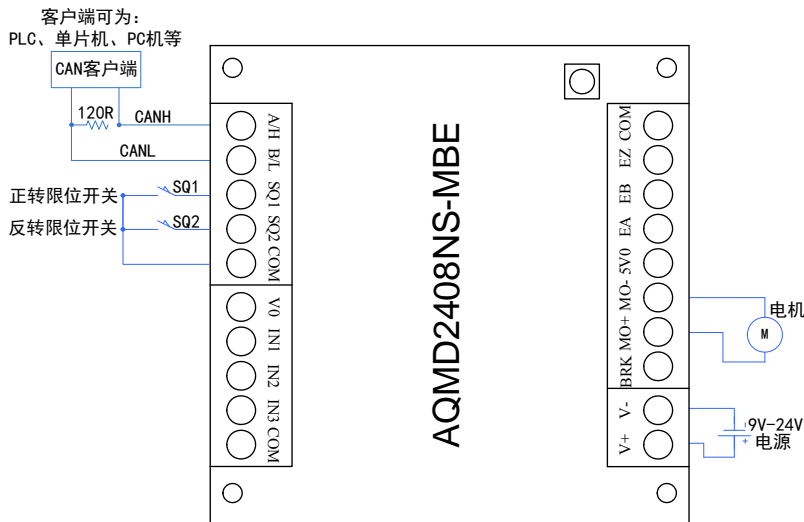 客户端可为:
PLC、单片机、PC机等
CAN客户端
120R
CANH
CANL
正转限位开关
SQ1
反转限位开关
SQ2
A/H
B/L
SQ1
SQ2
COM
V0
IN1
IN2
IN3
COM
AQMD2408NS-MBE
COM
EZ
EB
EA
5V0
MO-
MO+
BRK
V-
V+
电机
M
9V-24V
电源
- 
+